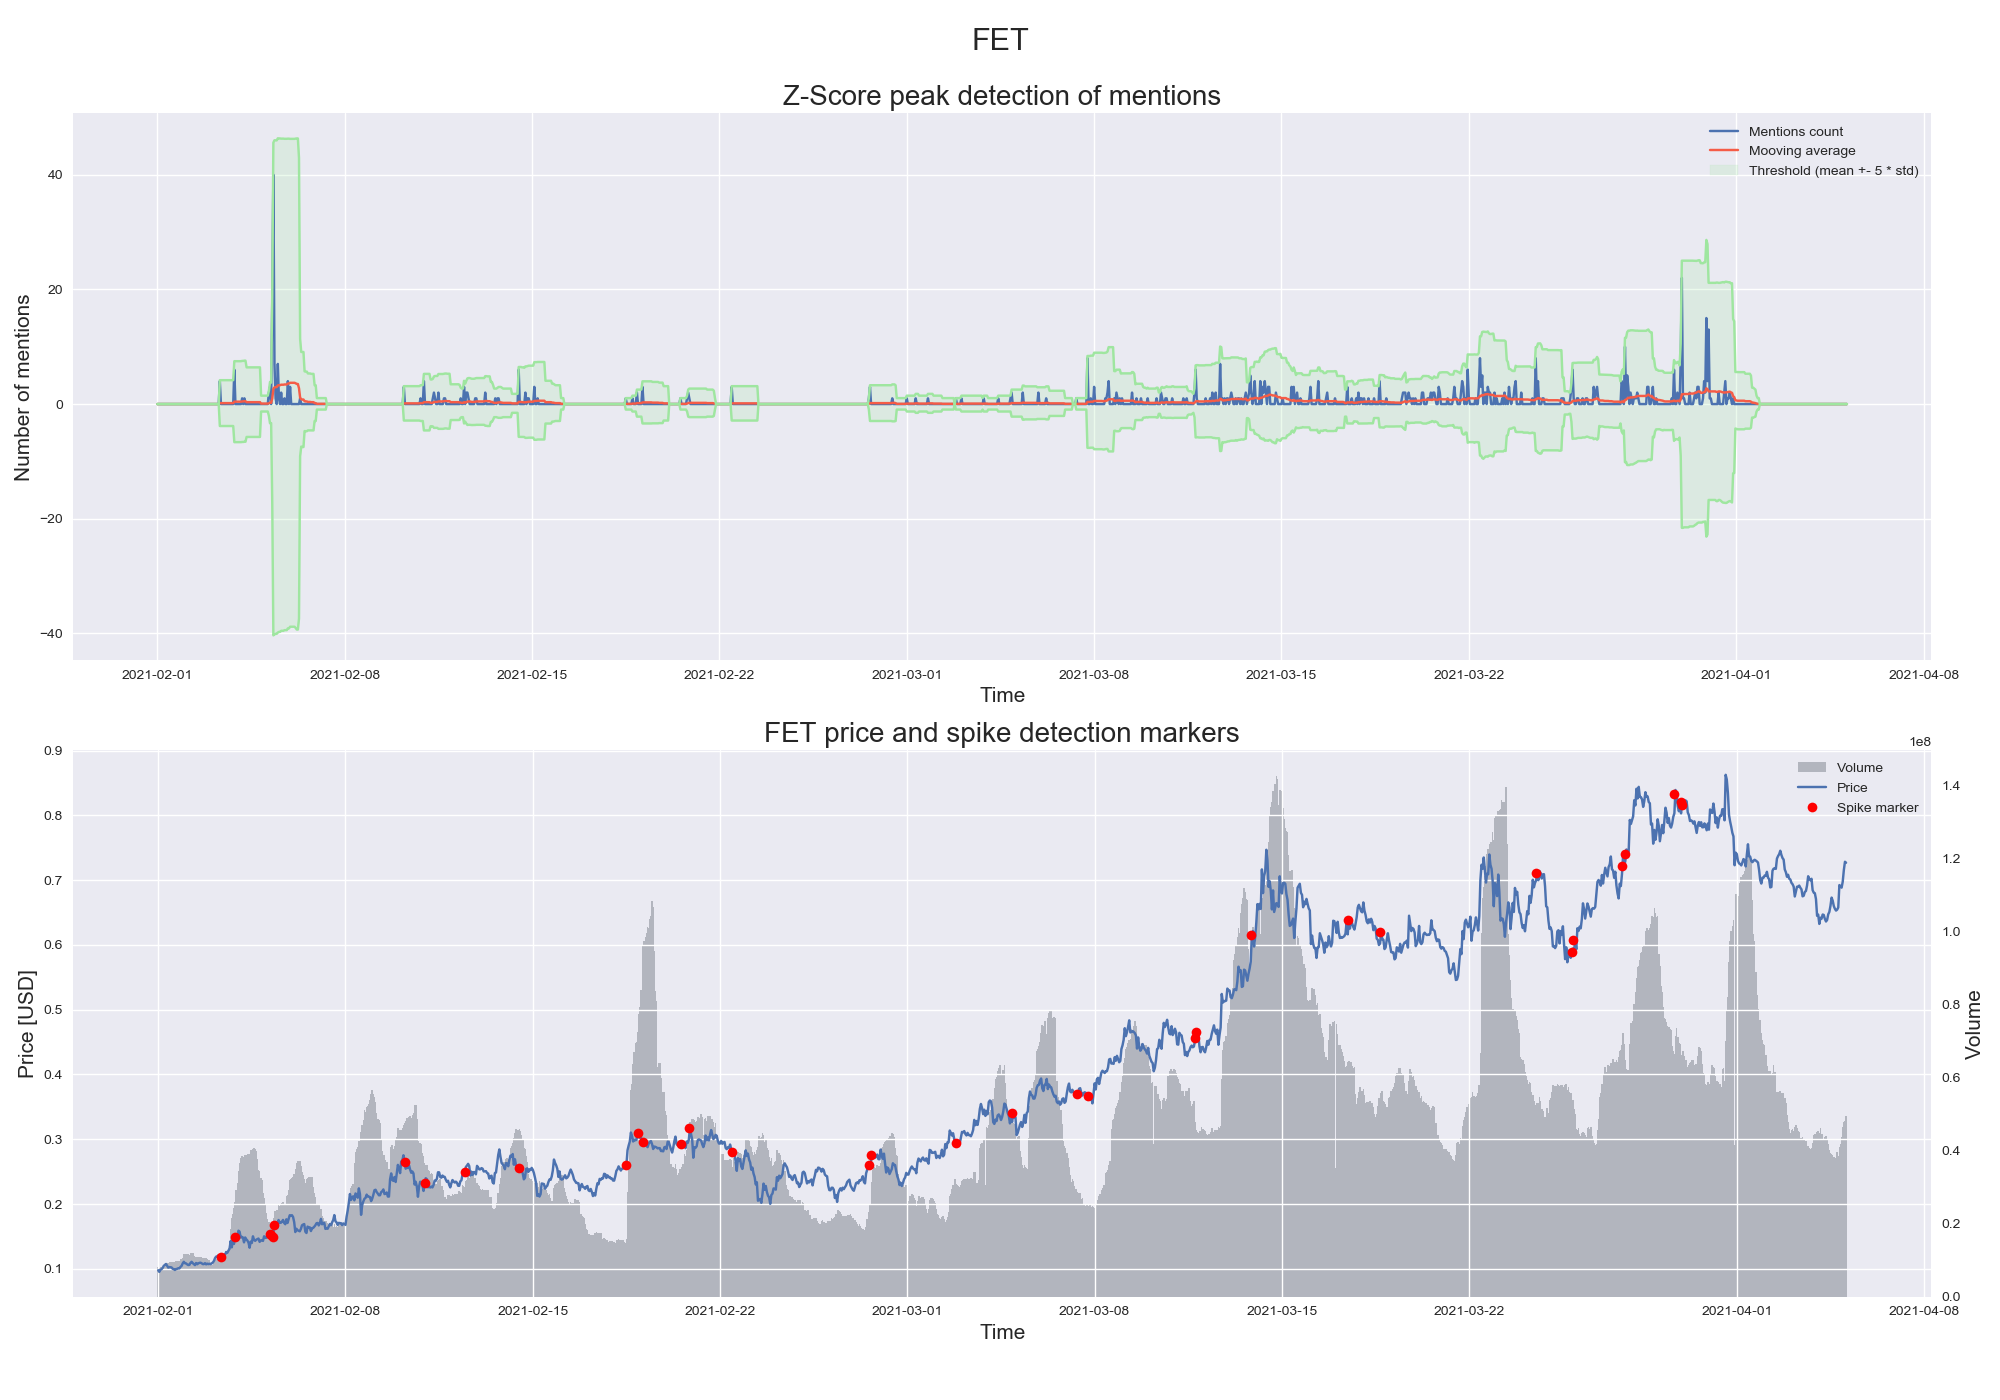 FET
Z-Score peak detection of mentions
Mentions count
Mooving average
Threshold (mean +- 5 * std)
40
20
0
−20
−40
Number of mentions
2021-02-01 2021-02-08 2021-02-15 2021-02-22 2021-03-01 2021-03-08 2021-03-15 2021-03-22 2021-04-01 2021-04-08
Time
FET price and spike detection markers
1e8
Volume
Price
Spike marker
0.9
0.8
0.7
0.6
0.5
0.4
0.3
0.2
0.1
Price [USD]
1.4
1.2
1.0
0.8
0.6
0.4
0.2
0.0
Volume
2021-02-01 2021-02-08 2021-02-15 2021-02-22 2021-03-01 2021-03-08 2021-03-15 2021-03-22 2021-04-01 2021-04-08
Time